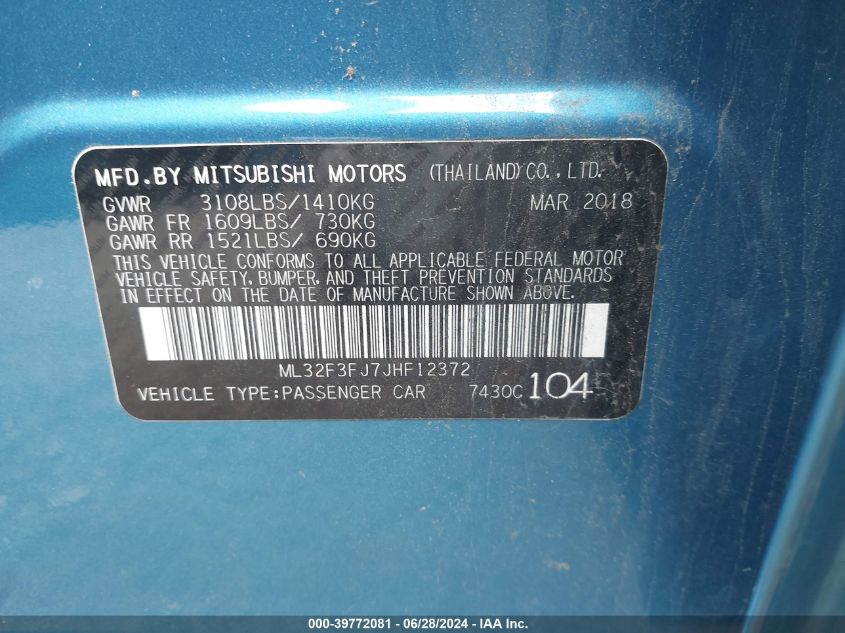 MFD.BY MITSUBISHI MOTORS (THAILAND)CO.,LTD.
GVWR 3108LBS/1410KG MAR 2018
GAWR FR 1609LBS/ 730KG
GAWR RR 1521LBS/ 690KG
THIS VEHICLE CONFORMS TO ALL APPLICABLE FEDERAL MOTOR
VEHICLE SAFETY, BUMPER, AND THEFT PREVENTION STANDARDS
IN EFFECT ON THE DATE OF MANUFACTURE SHOWN ABOVE.
ML32F3FJ7JHF12372
VEHICLE TYPE:PASSENGER CAR 7430C 104
000-39772081 - 06/28/2024 - IAA Inc.